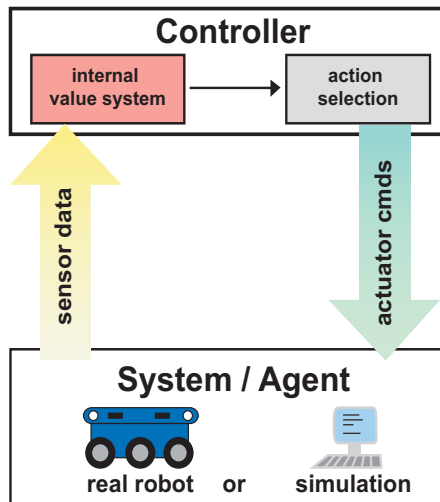 Controller
internal
value system
action
selection
sensor data
actuator cmds
System / Agent
real robot or simulation